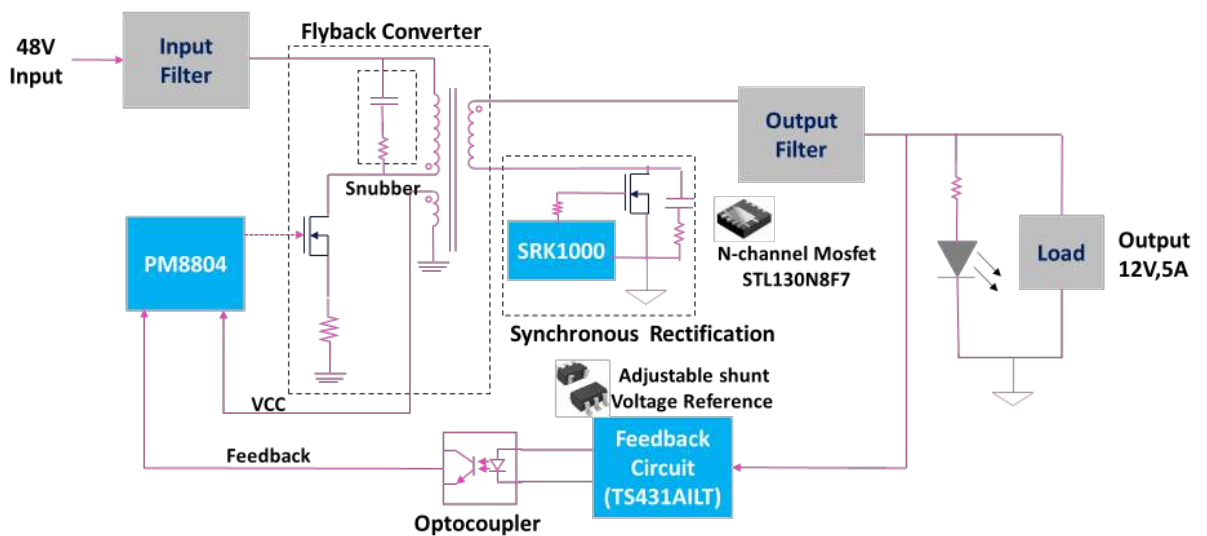 Flyback Converter
48V
Input
Input
Filter
Output
Filter
Snubber
PM8804
SRK1000
N-channel Mosfet
STL130N8F7
Load
Output
12V,5A
Synchronous Rectification
Adjustable shunt
Voltage Reference
VCC
Feedback
Feedback
Circuit
(TS431AILT)
Optocoupler